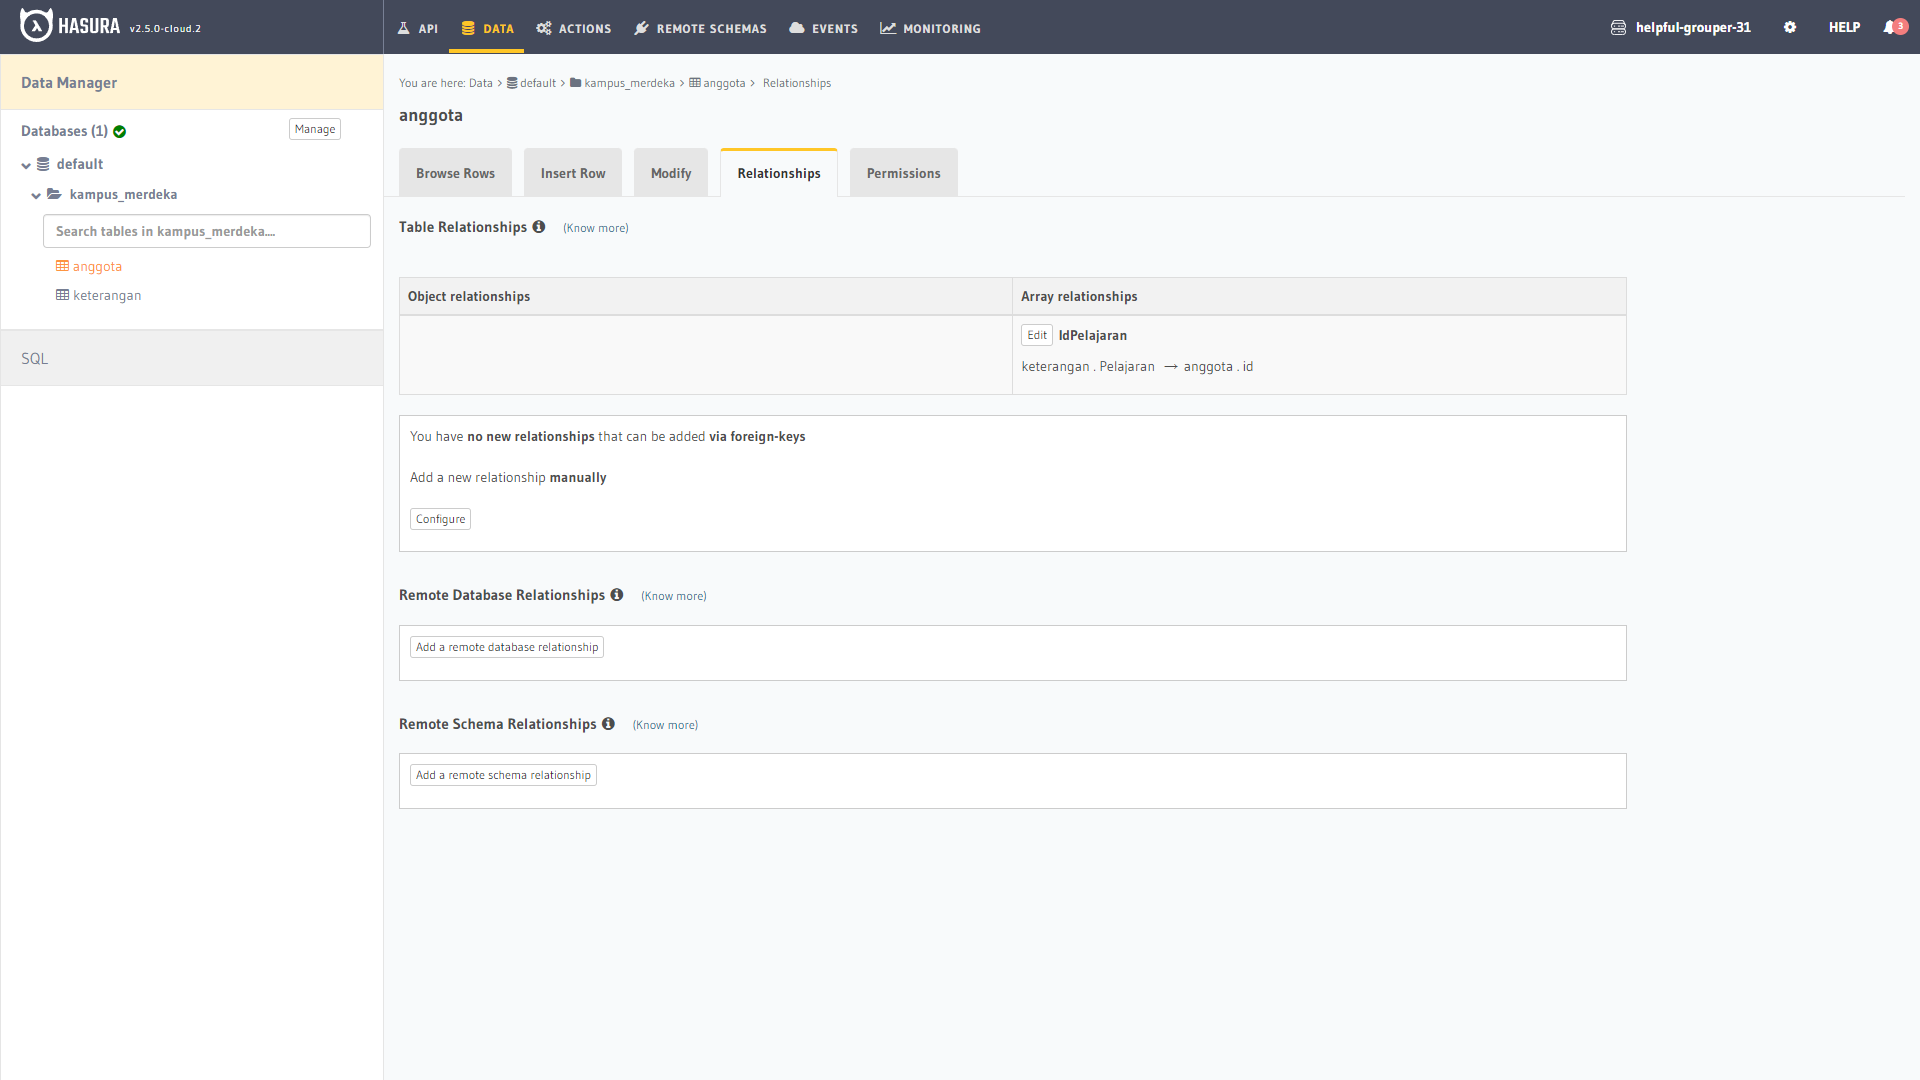 HASURA v2.5.0-cloud.2
API DATA ACTIONS REMOTE SCHEMAS EVENTS MONITORING
helpful-grouper-31 HELP 3
Data Manager
Databases (1) Manage
default
kampus_merdeka
Search tables in kampus_merdeka....
anggota
keterangan
SQL
You are here: Data > default > kampus_merdeka > anggota > Relationships
anggota
Browse Rows Insert Row Modify Relationships Permissions
Table Relationships (Know more)
Object relationships Array relationships
Edit IdPelajaran
keterangan . Pelajaran → anggota . id
You have no new relationships that can be added via foreign-keys
Add a new relationship manually
Configure
Remote Database Relationships (Know more)
Add a remote database relationship
Remote Schema Relationships (Know more)
Add a remote schema relationship